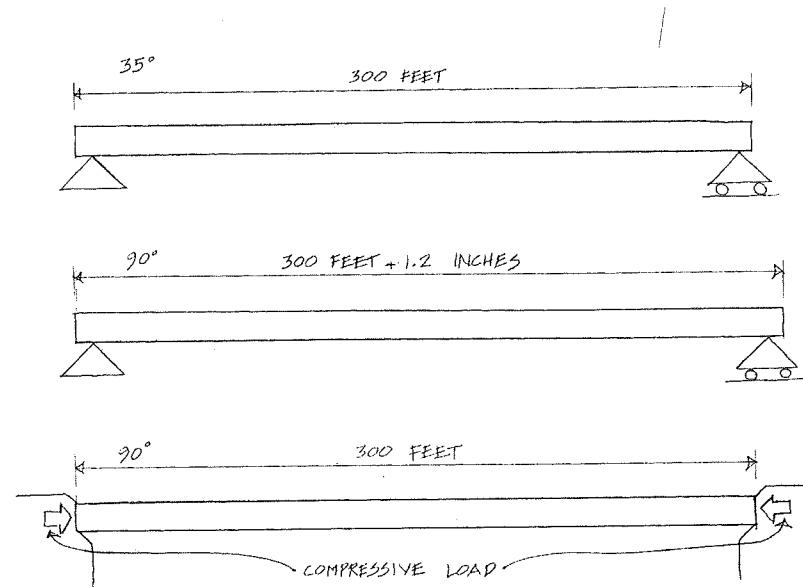 35°
300 FEET
90°
300 FEET + 1.2 INCHES
90°
300 FEET
COMPRESSIVE LOAD